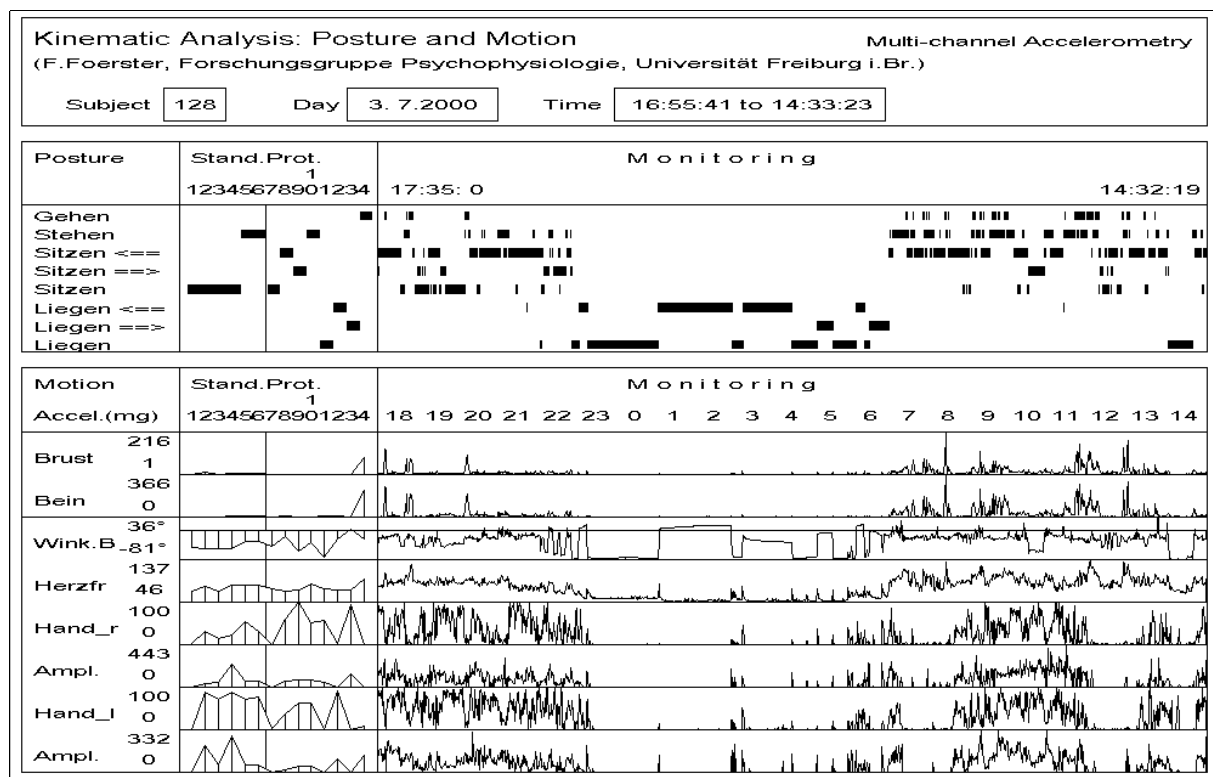 Kinematic Analysis: Posture and Motion Multi-channel Accelerometry
(F.Foerster, Forschungsgruppe Psychophysiologie, Universität Freiburg i.Br.)
Subject 128 Day 3. 7.2000 Time 16:55:41 to 14:33:23
Posture Stand.Prot. Monitoring
1
12345678901234 17:35: 0 14:32:19
Gehen
Stehen
Sitzen <==
Sitzen ==>
Sitzen
Liegen <==
Liegen ==>
Liegen
Motion Stand.Prot. Monitoring
1
Accel.(mg) 12345678901234 18 19 20 21 22 23 0 1 2 3 4 5 6 7 8 9 10 11 12 13 14
216
Brust 1
366
Bein 0
36°
Wink.B -81°
137
Herzfr 46
100
Hand_r 0
443
Ampl. 0
100
Hand_l 0
332
Ampl. 0